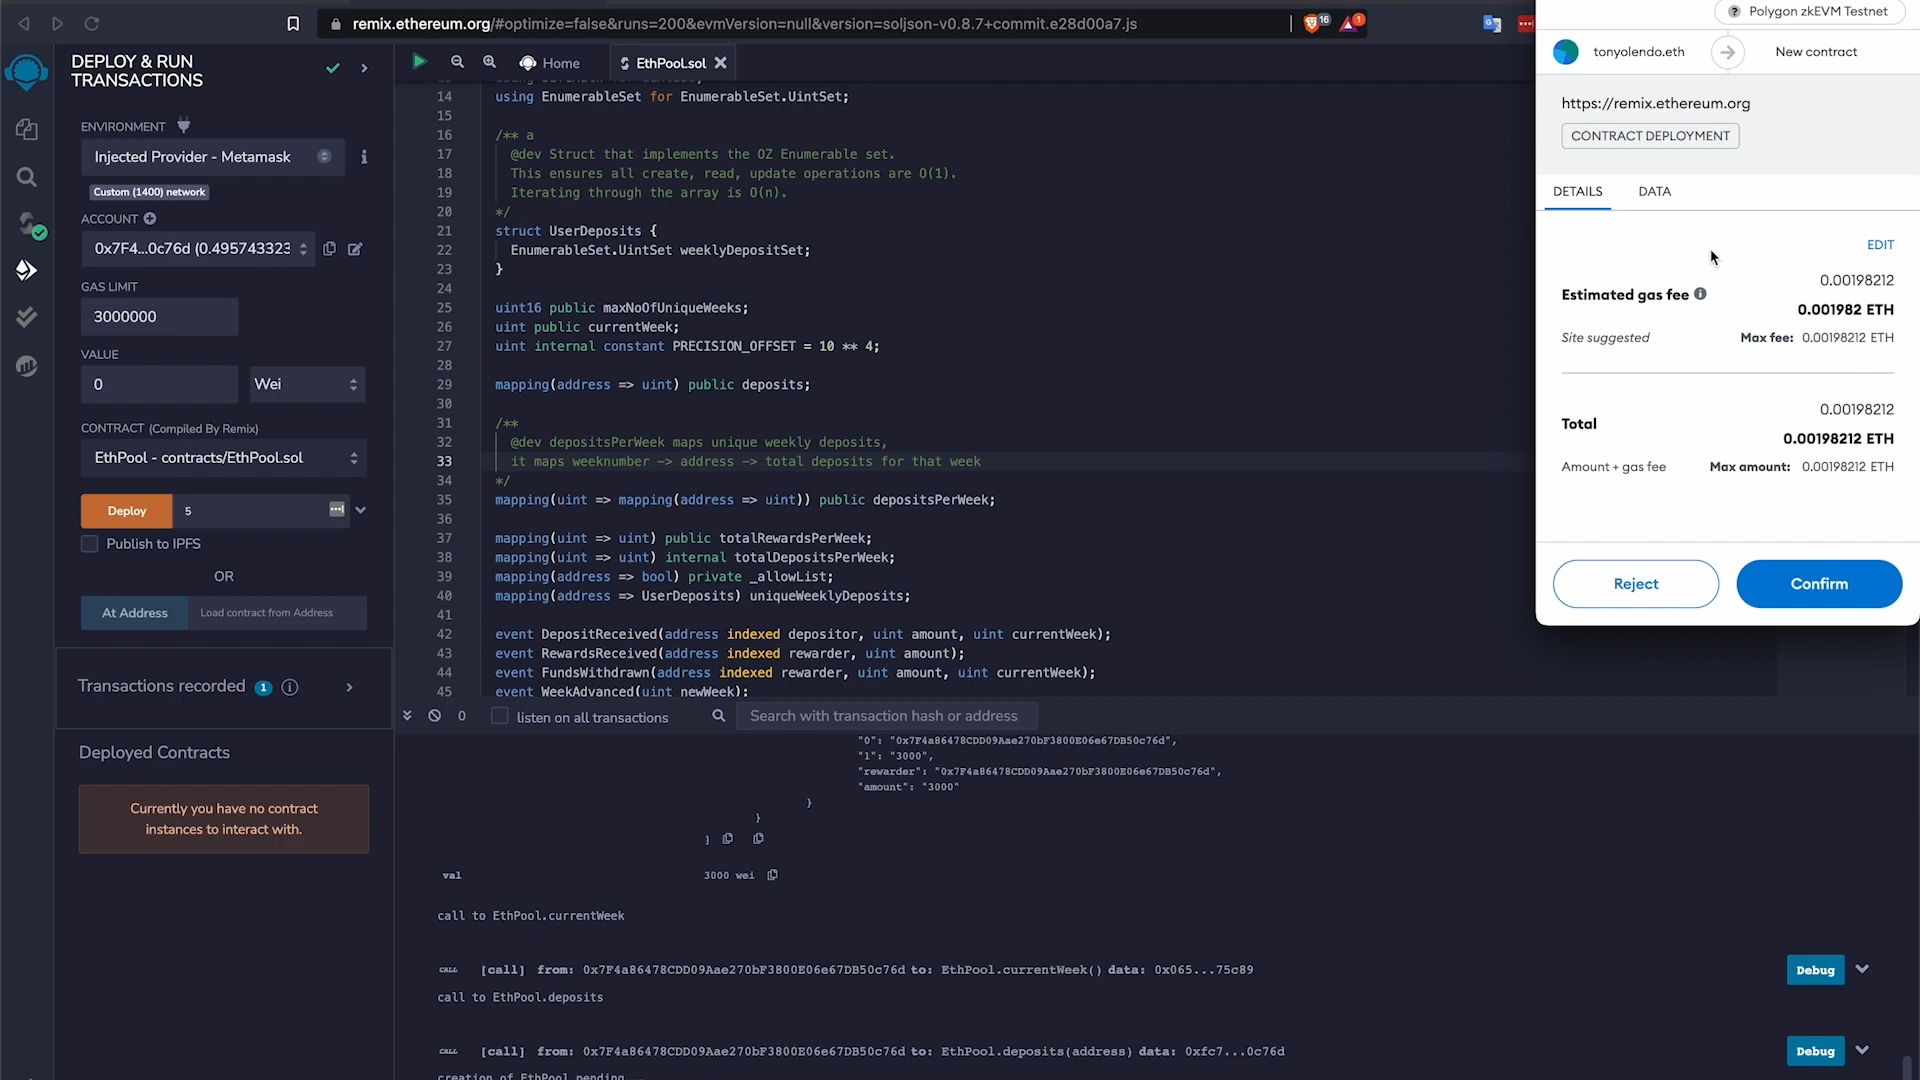 remix.ethereum.org/#optimize=false&runs=200&evmVersion=null&version=soljson-v0.8.7+commit.e28d00a7.js
16
1
DEPLOY & RUN
TRANSACTIONS
ENVIRONMENT
Injected Provider - Metamask
Custom (1400) network
ACCOUNT
0x7F4...0c76d (0.495743323
GAS LIMIT
3000000
VALUE
0
Wei
CONTRACT (Compiled By Remix)
EthPool - contracts/EthPool.sol
Deploy
5
Publish to IPFS
OR
At Address
Load contract from Address
Transactions recorded 1
Deployed Contracts
Currently you have no contract
instances to interact with.
Home
EthPool.sol
14 using EnumerableSet for EnumerableSet.UintSet;
15
16 /** a
17 @dev Struct that implements the OZ Enumerable set.
18 This ensures all create, read, update operations are O(1).
19 Iterating through the array is O(n).
20 */
21 struct UserDeposits {
22 EnumerableSet.UintSet weeklyDepositSet;
23 }
24
25 uint16 public maxNoOfUniqueWeeks;
26 uint public currentWeek;
27 uint internal constant PRECISION_OFFSET = 10 ** 4;
28
29 mapping(address => uint) public deposits;
30
31 /**
32 @dev depositsPerWeek maps unique weekly deposits,
33 it maps weeknumber -> address -> total deposits for that week
34 */
35 mapping(uint => mapping(address => uint)) public depositsPerWeek;
36
37 mapping(uint => uint) public totalRewardsPerWeek;
38 mapping(uint => uint) internal totalDepositsPerWeek;
39 mapping(address => bool) private _allowList;
40 mapping(address => UserDeposits) uniqueWeeklyDeposits;
41
42 event DepositReceived(address indexed depositor, uint amount, uint currentWeek);
43 event RewardsReceived(address indexed rewarder, uint amount);
44 event FundsWithdrawn(address indexed rewarder, uint amount, uint currentWeek);
45 event WeekAdvanced(uint newWeek);
0
listen on all transactions
Search with transaction hash or address
"0": "0x7F4a86478CDD09Aae270bF3800E06e67DB50c76d",
"1": "3000",
"rewarder": "0x7F4a86478CDD09Aae270bF3800E06e67DB50c76d",
"amount": "3000"
}
}
]
val 3000 wei
call to EthPool.currentWeek
CALL [call] from: 0x7F4a86478CDD09Aae270bF3800E06e67DB50c76d to: EthPool.currentWeek() data: 0x065...75c89
Debug
call to EthPool.deposits
CALL [call] from: 0x7F4a86478CDD09Aae270bF3800E06e67DB50c76d to: EthPool.deposits(address) data: 0xfc7...0c76d
Debug
creation of EthPool pending...
Polygon zkEVM Testnet
tonyolendo.eth
New contract
https://remix.ethereum.org
CONTRACT DEPLOYMENT
DETAILS
DATA
EDIT
0.00198212
Estimated gas fee
0.001982 ETH
Site suggested
Max fee: 0.00198212 ETH
0.00198212
Total
0.00198212 ETH
Amount + gas fee
Max amount: 0.00198212 ETH
Reject
Confirm